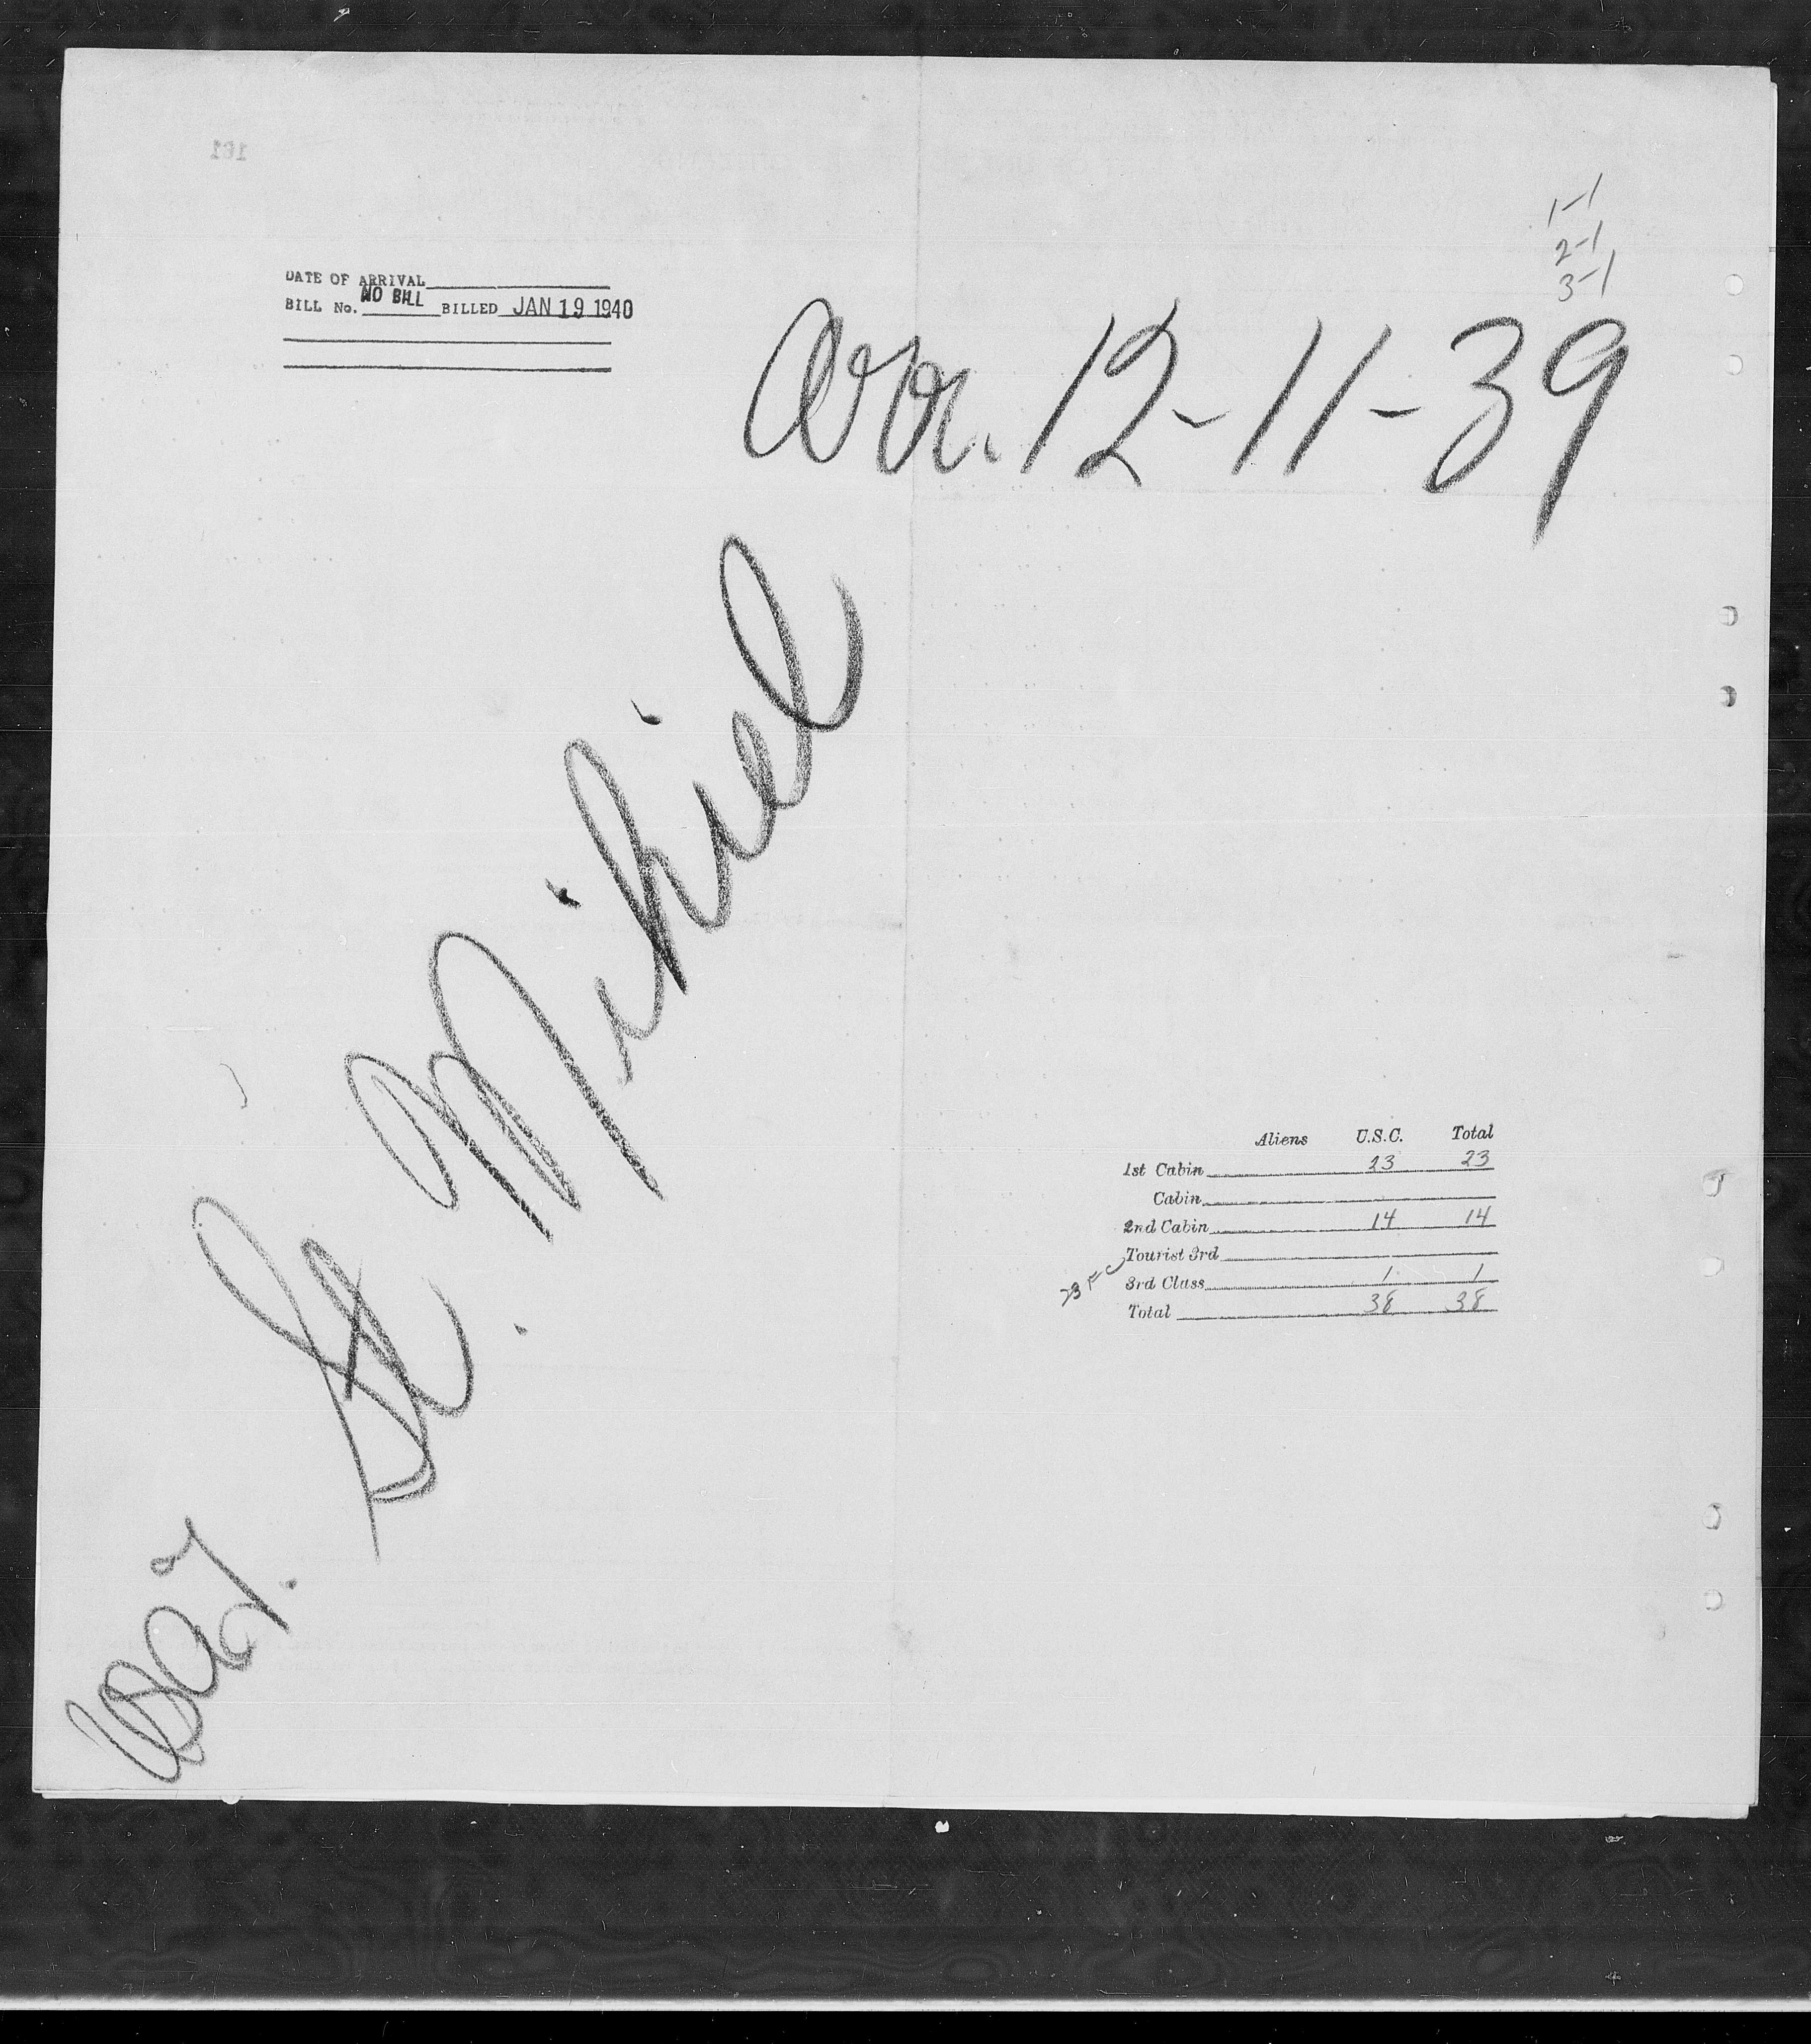 161
1-1
2-1
3-1
DATE OF ARRIVAL
BILL No. NO BILL BILLED JAN 19 1940
Arr. 12-11-39
USAT. St. Mihiel
Aliens U.S.C. Total
1st Cabin 23 23
Cabin
2nd Cabin 14 14
Tourist 3rd
23 F C
3rd Class 1 1
Total 38 38